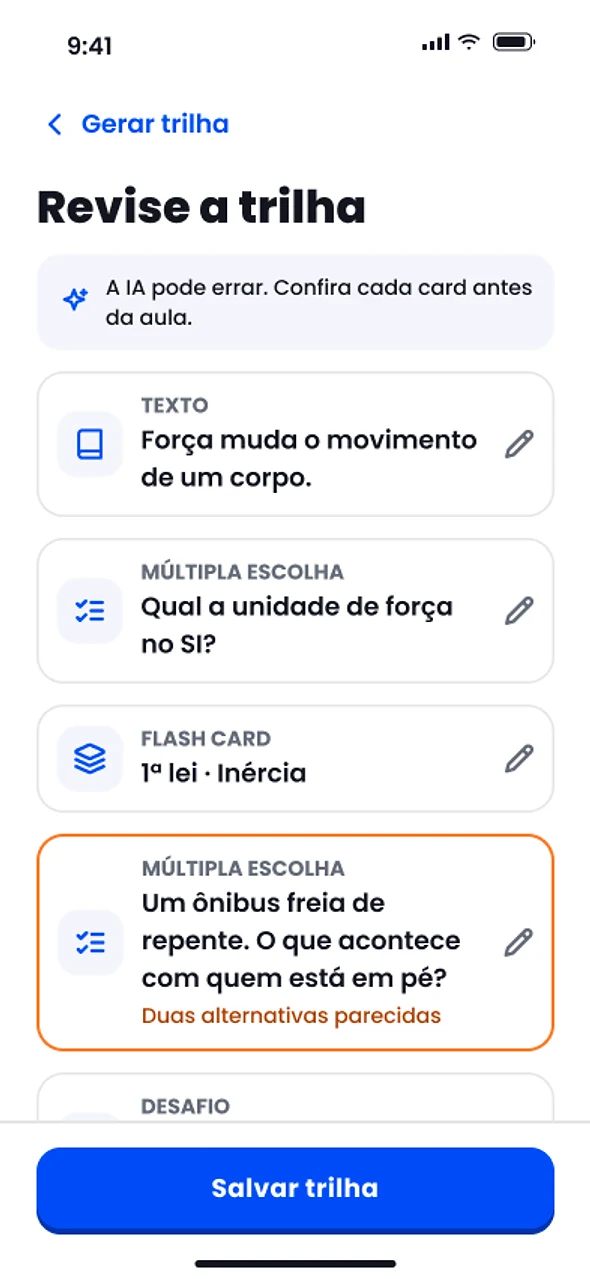 9:41
Gerar trilha
Revise a trilha
A IA pode errar. Confira cada card antes
da aula.
TEXTO
Força muda o movimento
de um corpo.
MÚLTIPLA ESCOLHA
Qual a unidade de força
no SI?
FLASH CARD
1ª lei · Inércia
MÚLTIPLA ESCOLHA
Um ônibus freia de
repente. O que acontece
com quem está em pé?
Duas alternativas parecidas
DESAFIO
Salvar trilha